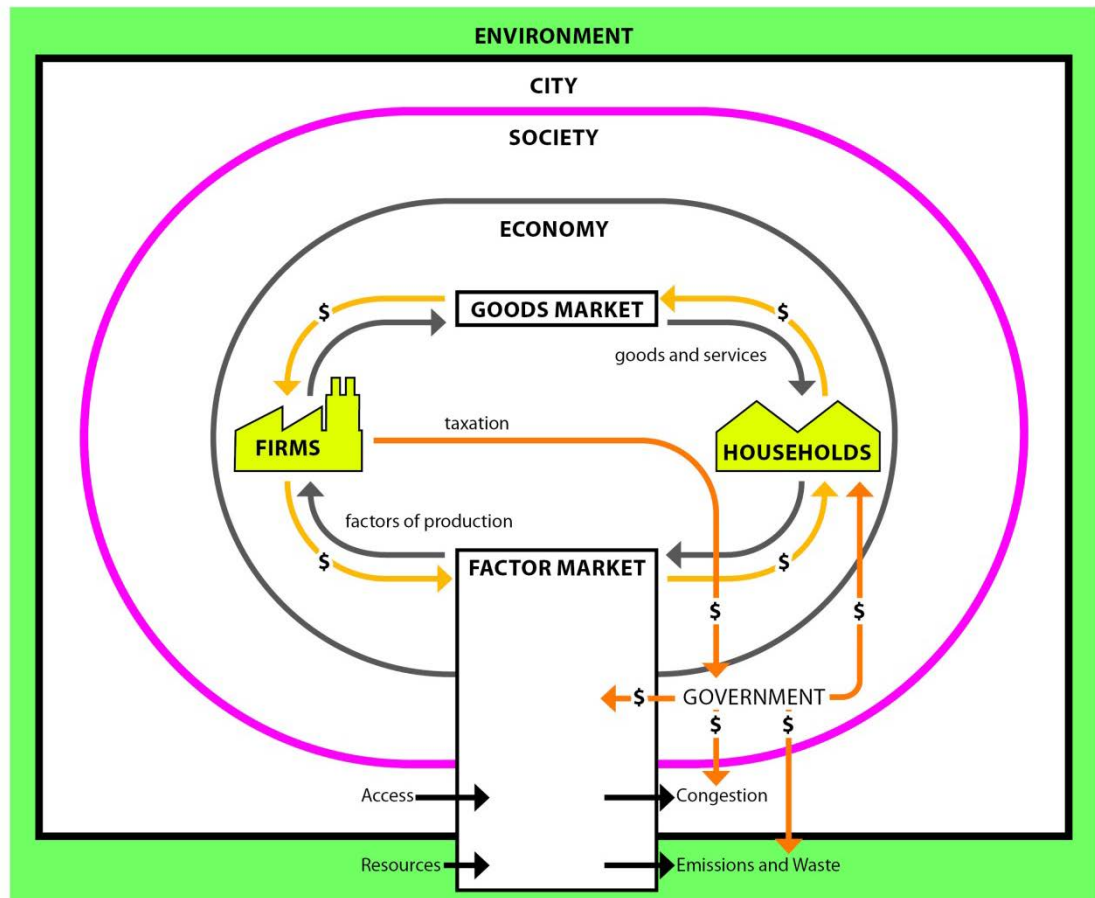 ENVIRONMENT
CITY
SOCIETY
ECONOMY
GOODS MARKET
$
$
goods and services
taxation
FIRMS
HOUSEHOLDS
factors of production
$
FACTOR MARKET
$
$
$
$
GOVERNMENT
$
$
Access
Congestion
Resources
Emissions and Waste